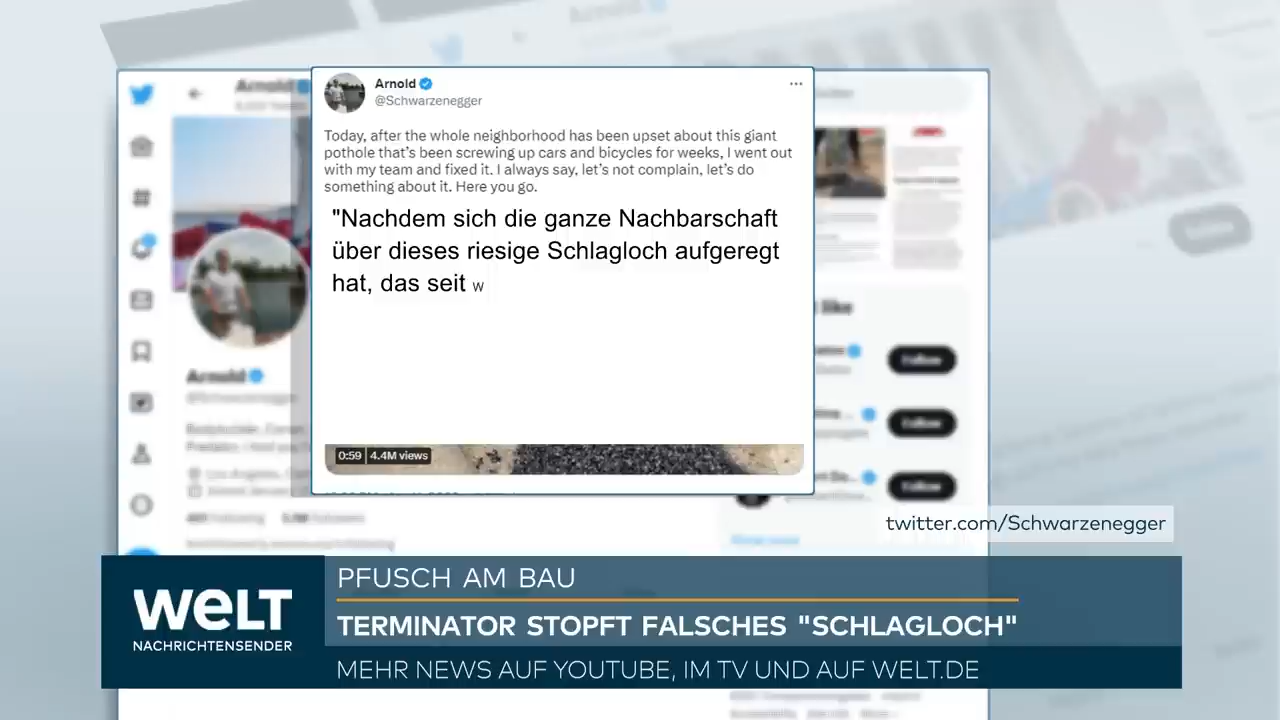 Arnold
@Schwarzenegger
Today, after the whole neighborhood has been upset about this giant
pothole that's been screwing up cars and bicycles for weeks, I went out
with my team and fixed it. I always say, let's not complain, let's do
something about it. Here you go.
"Nachdem sich die ganze Nachbarschaft
über dieses riesige Schlagloch aufgeregt
hat, das seit w
0:59 4.4M views
Arnold
Follow
Follow
Follow
twitter.com/Schwarzenegger
PFUSCH AM BAU
WELT
NACHRICHTENSENDER
TERMINATOR STOPFT FALSCHES "SCHLAGLOCH"
MEHR NEWS AUF YOUTUBE, IM TV UND AUF WELT.DE